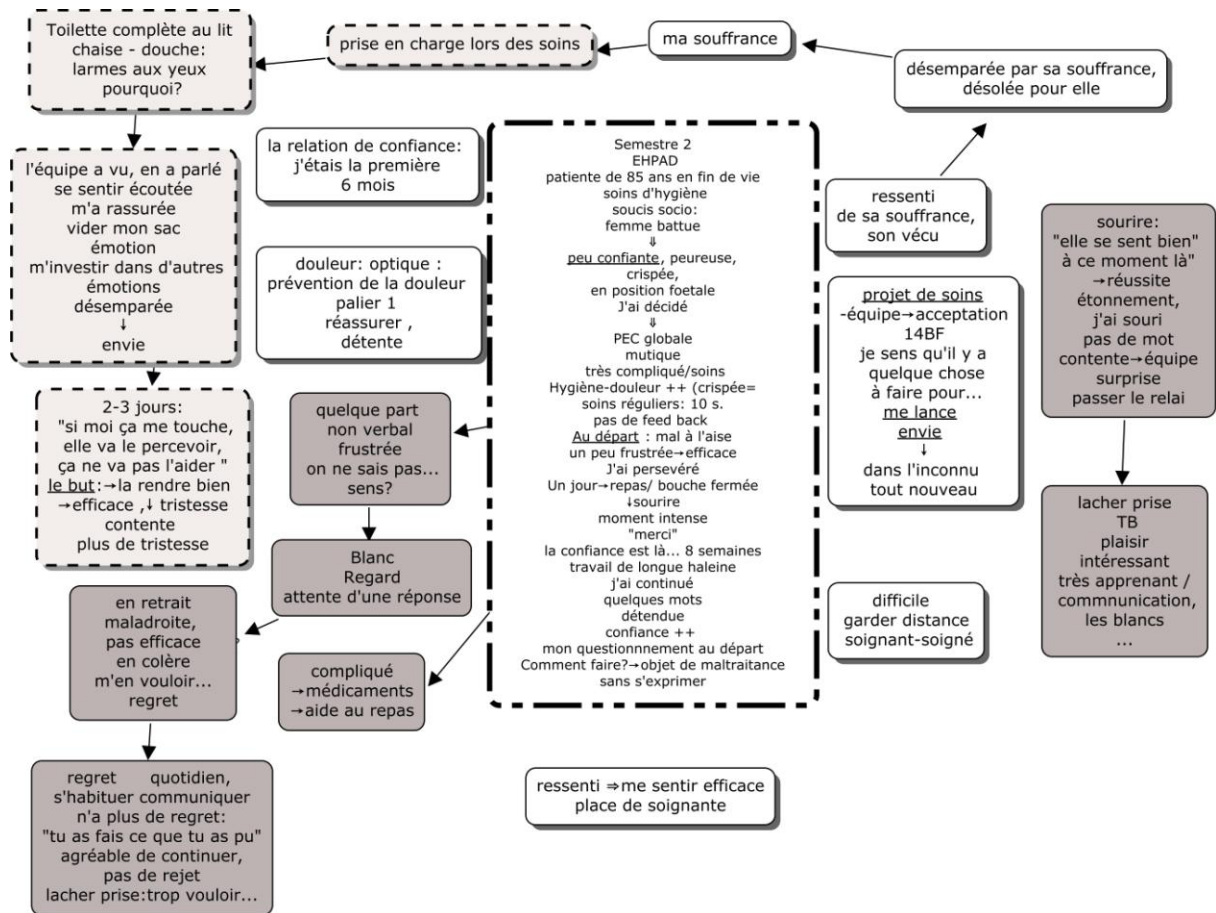 Toilette complète au lit
chaise - douche:
larmes aux yeux
pourquoi?
prise en charge lors des soins
ma souffrance
désemparée par sa souffrance,
désolée pour elle
l'équipe a vu, en a parlé
se sentir écoutée
m'a rassurée
vider mon sac
émotion
m'investir dans d'autres
émotions
désemparée
↓
envie
la relation de confiance:
j'étais la première
6 mois
douleur: optique :
prévention de la douleur
palier 1
réassurer ,
détente
2-3 jours:
"si moi ça me touche,
elle va le percevoir,
ça ne va pas l'aider "
le but:→la rendre bien
→efficace ,↓ tristesse
contente
plus de tristesse
quelque part
non verbal
frustrée
on ne sais pas...
sens?
Blanc
Regard
attente d'une réponse
en retrait
maladroite,
pas efficace
en colère
m'en vouloir...
regret
compliqué
→médicaments
→aide au repas
regret quotidien,
s'habituer communiquer
n'a plus de regret:
"tu as fais ce que tu as pu"
agréable de continuer,
pas de rejet
lacher prise:trop vouloir...
Semestre 2
EHPAD
patiente de 85 ans en fin de vie
soins d'hygiène
soucis socio:
femme battue
⇓
peu confiante, peureuse,
crispée,
en position foetale
J'ai décidé
⇓
PEC globale
mutique
très compliqué/soins
Hygiène-douleur ++ (crispée=
soins réguliers: 10 s.
pas de feed back
Au départ : mal à l'aise
un peu frustrée→efficace
J'ai persevéré
Un jour→repas/ bouche fermée
↓sourire
moment intense
"merci"
la confiance est là... 8 semaines
travail de longue haleine
j'ai continué
quelques mots
détendue
confiance ++
mon questionnnement au départ
Comment faire?→objet de maltraitance
sans s'exprimer
ressenti ⇒me sentir efficace
place de soignante
ressenti
de sa souffrance,
son vécu
projet de soins
-équipe→acceptation
14BF
je sens qu'il y a
quelque chose
à faire pour...
me lance
envie
↓
dans l'inconnu
tout nouveau
difficile
garder distance
soignant-soigné
sourire:
"elle se sent bien"
à ce moment là"
→réussite
étonnement,
j'ai souri
pas de mot
contente→équipe
surprise
passer le relai
lacher prise
TB
plaisir
intéressant
très apprenant /
commnunication,
les blancs
...